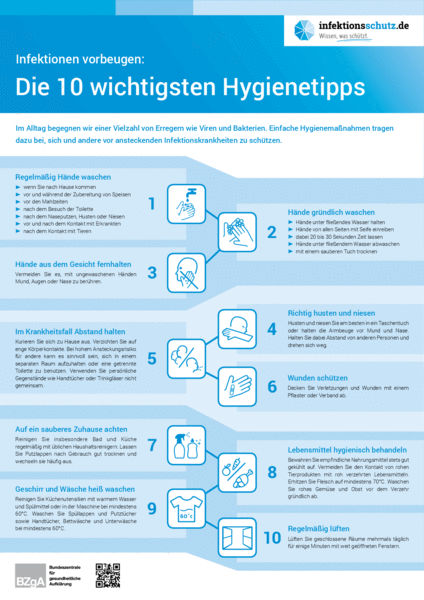 infektionsschutz.de
Wissen, was schützt.
Infektionen vorbeugen:
Die 10 wichtigsten Hygienetipps
Im Alltag begegnen wir einer Vielzahl von Erregern wie Viren und Bakterien. Einfache Hygienemaßnahmen tragen
dazu bei, sich und andere vor ansteckenden Infektionskrankheiten zu schützen.
Regelmäßig Hände waschen
wenn Sie nach Hause kommen
vor und während der Zubereitung von Speisen
vor den Mahlzeiten
nach dem Besuch der Toilette
nach dem Naseputzen, Husten oder Niesen
vor und nach dem Kontakt mit Erkrankten
nach dem Kontakt mit Tieren
1
2
Hände gründlich waschen
Hände unter fließendes Wasser halten
Hände von allen Seiten mit Seife einreiben
dabei 20 bis 30 Sekunden Zeit lassen
Hände unter fließendem Wasser abwaschen
mit einem sauberen Tuch trocknen
Hände aus dem Gesicht fernhalten
Vermeiden Sie es, mit ungewaschenen Händen
Mund, Augen oder Nase zu berühren.
3
4
Richtig husten und niesen
Husten und niesen Sie am besten in ein Taschentuch
oder halten die Armbeuge vor Mund und Nase.
Halten Sie dabei Abstand von anderen Personen und
drehen sich weg.
Im Krankheitsfall Abstand halten
Kurieren Sie sich zu Hause aus. Verzichten Sie auf
enge Körperkontakte. Bei hohem Ansteckungsrisiko
für andere kann es sinnvoll sein, sich in einem
separaten Raum aufzuhalten oder eine getrennte
Toilette zu benutzen. Verwenden Sie persönliche
Gegenstände wie Handtücher oder Trinkgläser nicht
gemeinsam.
5
6
Wunden schützen
Decken Sie Verletzungen und Wunden mit einem
Pflaster oder Verband ab.
Auf ein sauberes Zuhause achten
Reinigen Sie insbesondere Bad und Küche
regelmäßig mit üblichen Haushaltsreinigern. Lassen
Sie Putzlappen nach Gebrauch gut trocknen und
wechseln sie häufig aus.
7
8
Lebensmittel hygienisch behandeln
Bewahren Sie empfindliche Nahrungsmittel stets gut
gekühlt auf. Vermeiden Sie den Kontakt von rohen
Tierprodukten mit roh verzehrten Lebensmitteln.
Erhitzen Sie Fleisch auf mindestens 70°C. Waschen
Sie rohes Gemüse und Obst vor dem Verzehr
gründlich ab.
Geschirr und Wäsche heiß waschen
Reinigen Sie Küchenutensilien mit warmem Wasser
und Spülmittel oder in der Maschine bei mindestens
60°C. Waschen Sie Spüllappen und Putztücher
sowie Handtücher, Bettwäsche und Unterwäsche
bei mindestens 60°C.
9
60°C
10
Regelmäßig lüften
Lüften Sie geschlossene Räume mehrmals täglich
für einige Minuten mit weit geöffneten Fenstern.
BZgA
Bundeszentrale
für
gesundheitliche
Aufklärung